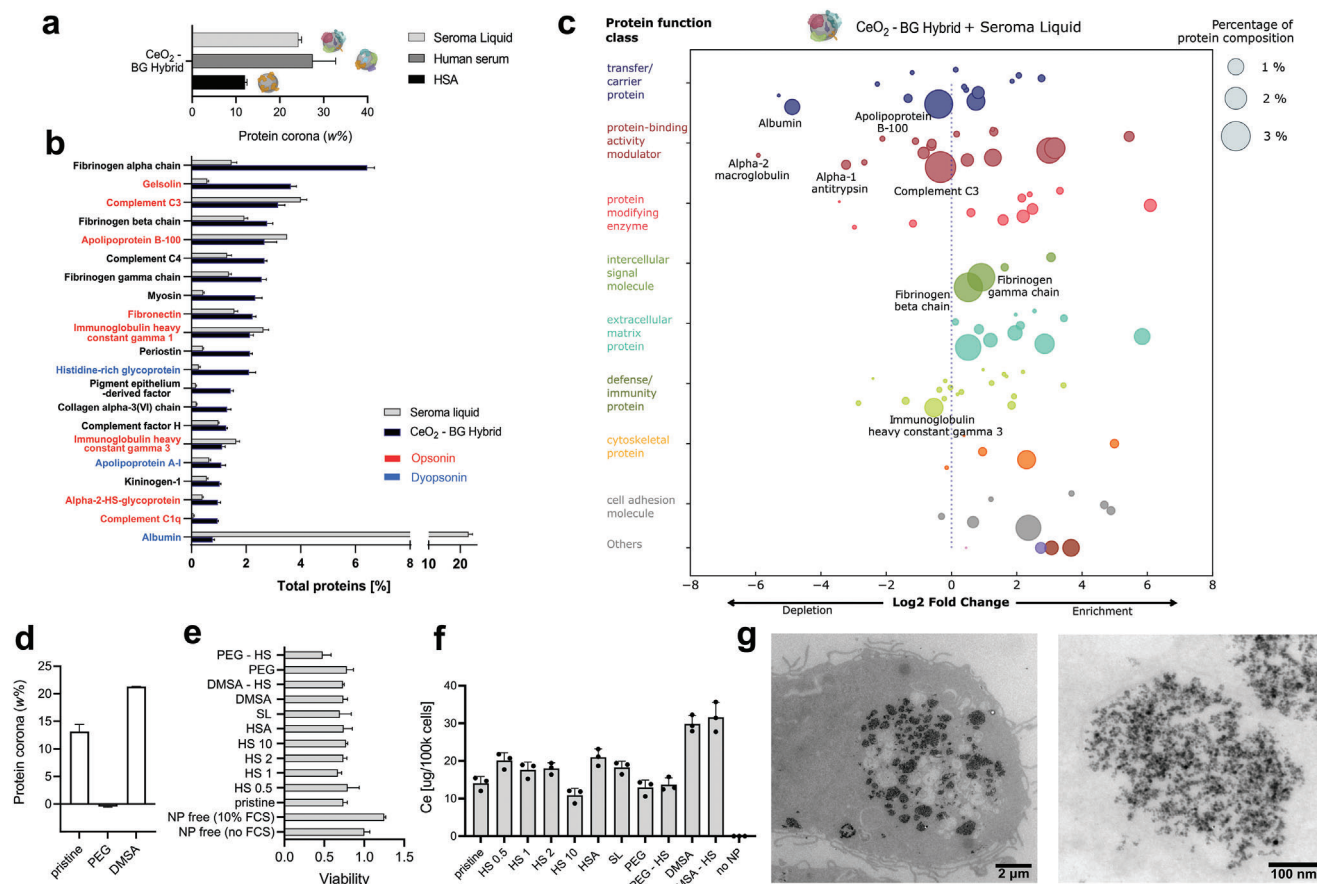 a
CeO2 -
BG Hybrid
Seroma Liquid
Human serum
HSA
0 10 20 30 40
Protein corona (w%)
b
Fibrinogen alpha chain
Gelsolin
Complement C3
Fibrinogen beta chain
Apolipoprotein B-100
Complement C4
Fibrinogen gamma chain
Myosin
Fibronectin
Immunoglobulin heavy
constant gamma 1
Periostin
Histidine-rich glycoprotein
Pigment epithelium
-derived factor
Collagen alpha-3(VI) chain
Complement factor H
Immunoglobulin heavy
constant gamma 3
Apolipoprotein A-I
Kininogen-1
Alpha-2-HS-glycoprotein
Complement C1q
Albumin
Seroma liquid
CeO2 - BG Hybrid
Opsonin
Dyopsonin
0 2 4 6 8 10 20
Total proteins [%]
c
Protein function
class
CeO2 - BG Hybrid + Seroma Liquid
Percentage of
protein composition
1 %
2 %
3 %
transfer/
carrier
protein
protein-binding
activity
modulator
protein
modifying
enzyme
intercellular
signal
molecule
extracellular
matrix
protein
defense/
immunity
protein
cytoskeletal
protein
cell adhesion
molecule
Others
Albumin
Apolipoprotein
B-100
Alpha-2
macroglobulin
Alpha-1
antitrypsin
Complement C3
Fibrinogen
beta chain
Fibrinogen
gamma chain
Immunoglobulin
heavy constant gamma 3
−8 −6 −4 −2 0 2 4 6 8
Depletion
Log2 Fold Change
Enrichment
d
Protein corona (w%)
25
20
15
10
5
0
pristine
PEG
DMSA
e
PEG - HS
PEG
DMSA - HS
DMSA
SL
HSA
HS 10
HS 2
HS 1
HS 0.5
pristine
NP free (10% FCS)
NP free (no FCS)
0.0 0.5 1.0 1.5
Viability
f
Ce [ug/100k cells]
40
30
20
10
0
pristine
HS 0.5
HS 1
HS 2
HS 10
HSA
SL
PEG
PEG - HS
DMSA
MSA - HS
no NP
g
2 µm
100 nm